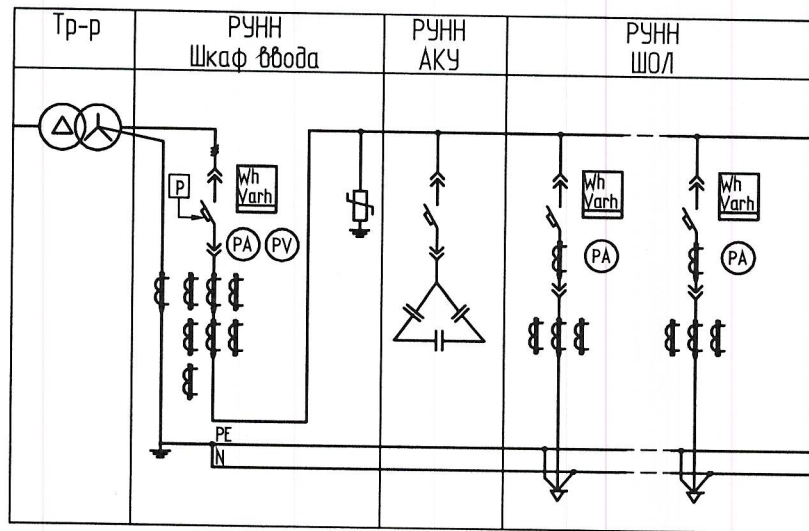 Тр-р
РУНН
Шкаф ввода
РУНН
АКУ
РУНН
ШОЛ
P
Wh
Varh
PA
PV
Wh
Varh
PA
Wh
Varh
PA
PE
N